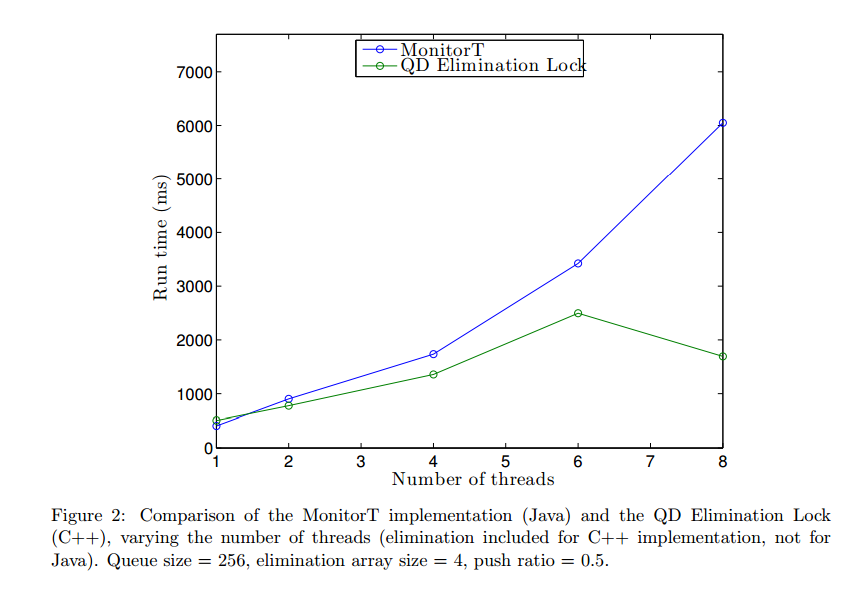 MonitorT
QD Elimination Lock
7000
6000
5000
4000
3000
2000
1000
0
Run time (ms)
1 2 3 4 5 6 7 8
Number of threads
Figure 2: Comparison of the MonitorT implementation (Java) and the QD Elimination Lock
(C++), varying the number of threads (elimination included for C++ implementation, not for
Java). Queue size = 256, elimination array size = 4, push ratio = 0.5.